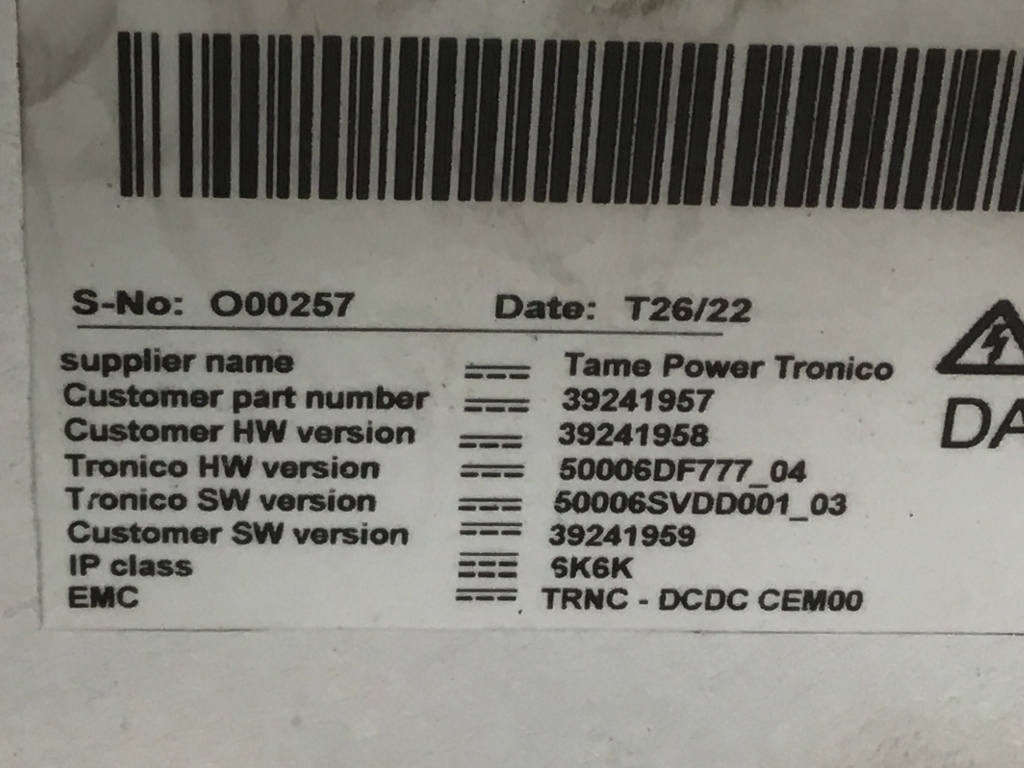 S-No: O00257 Date: T26/22
supplier name Tame Power Tronico
Customer part number 39241957
Customer HW version 39241958
DA
Tronico HW version 50006DF777_04
Tronico SW version 50006SVDD001_03
Customer SW version 39241959
IP class 6K6K
EMC TRNC - DCDC CEM00